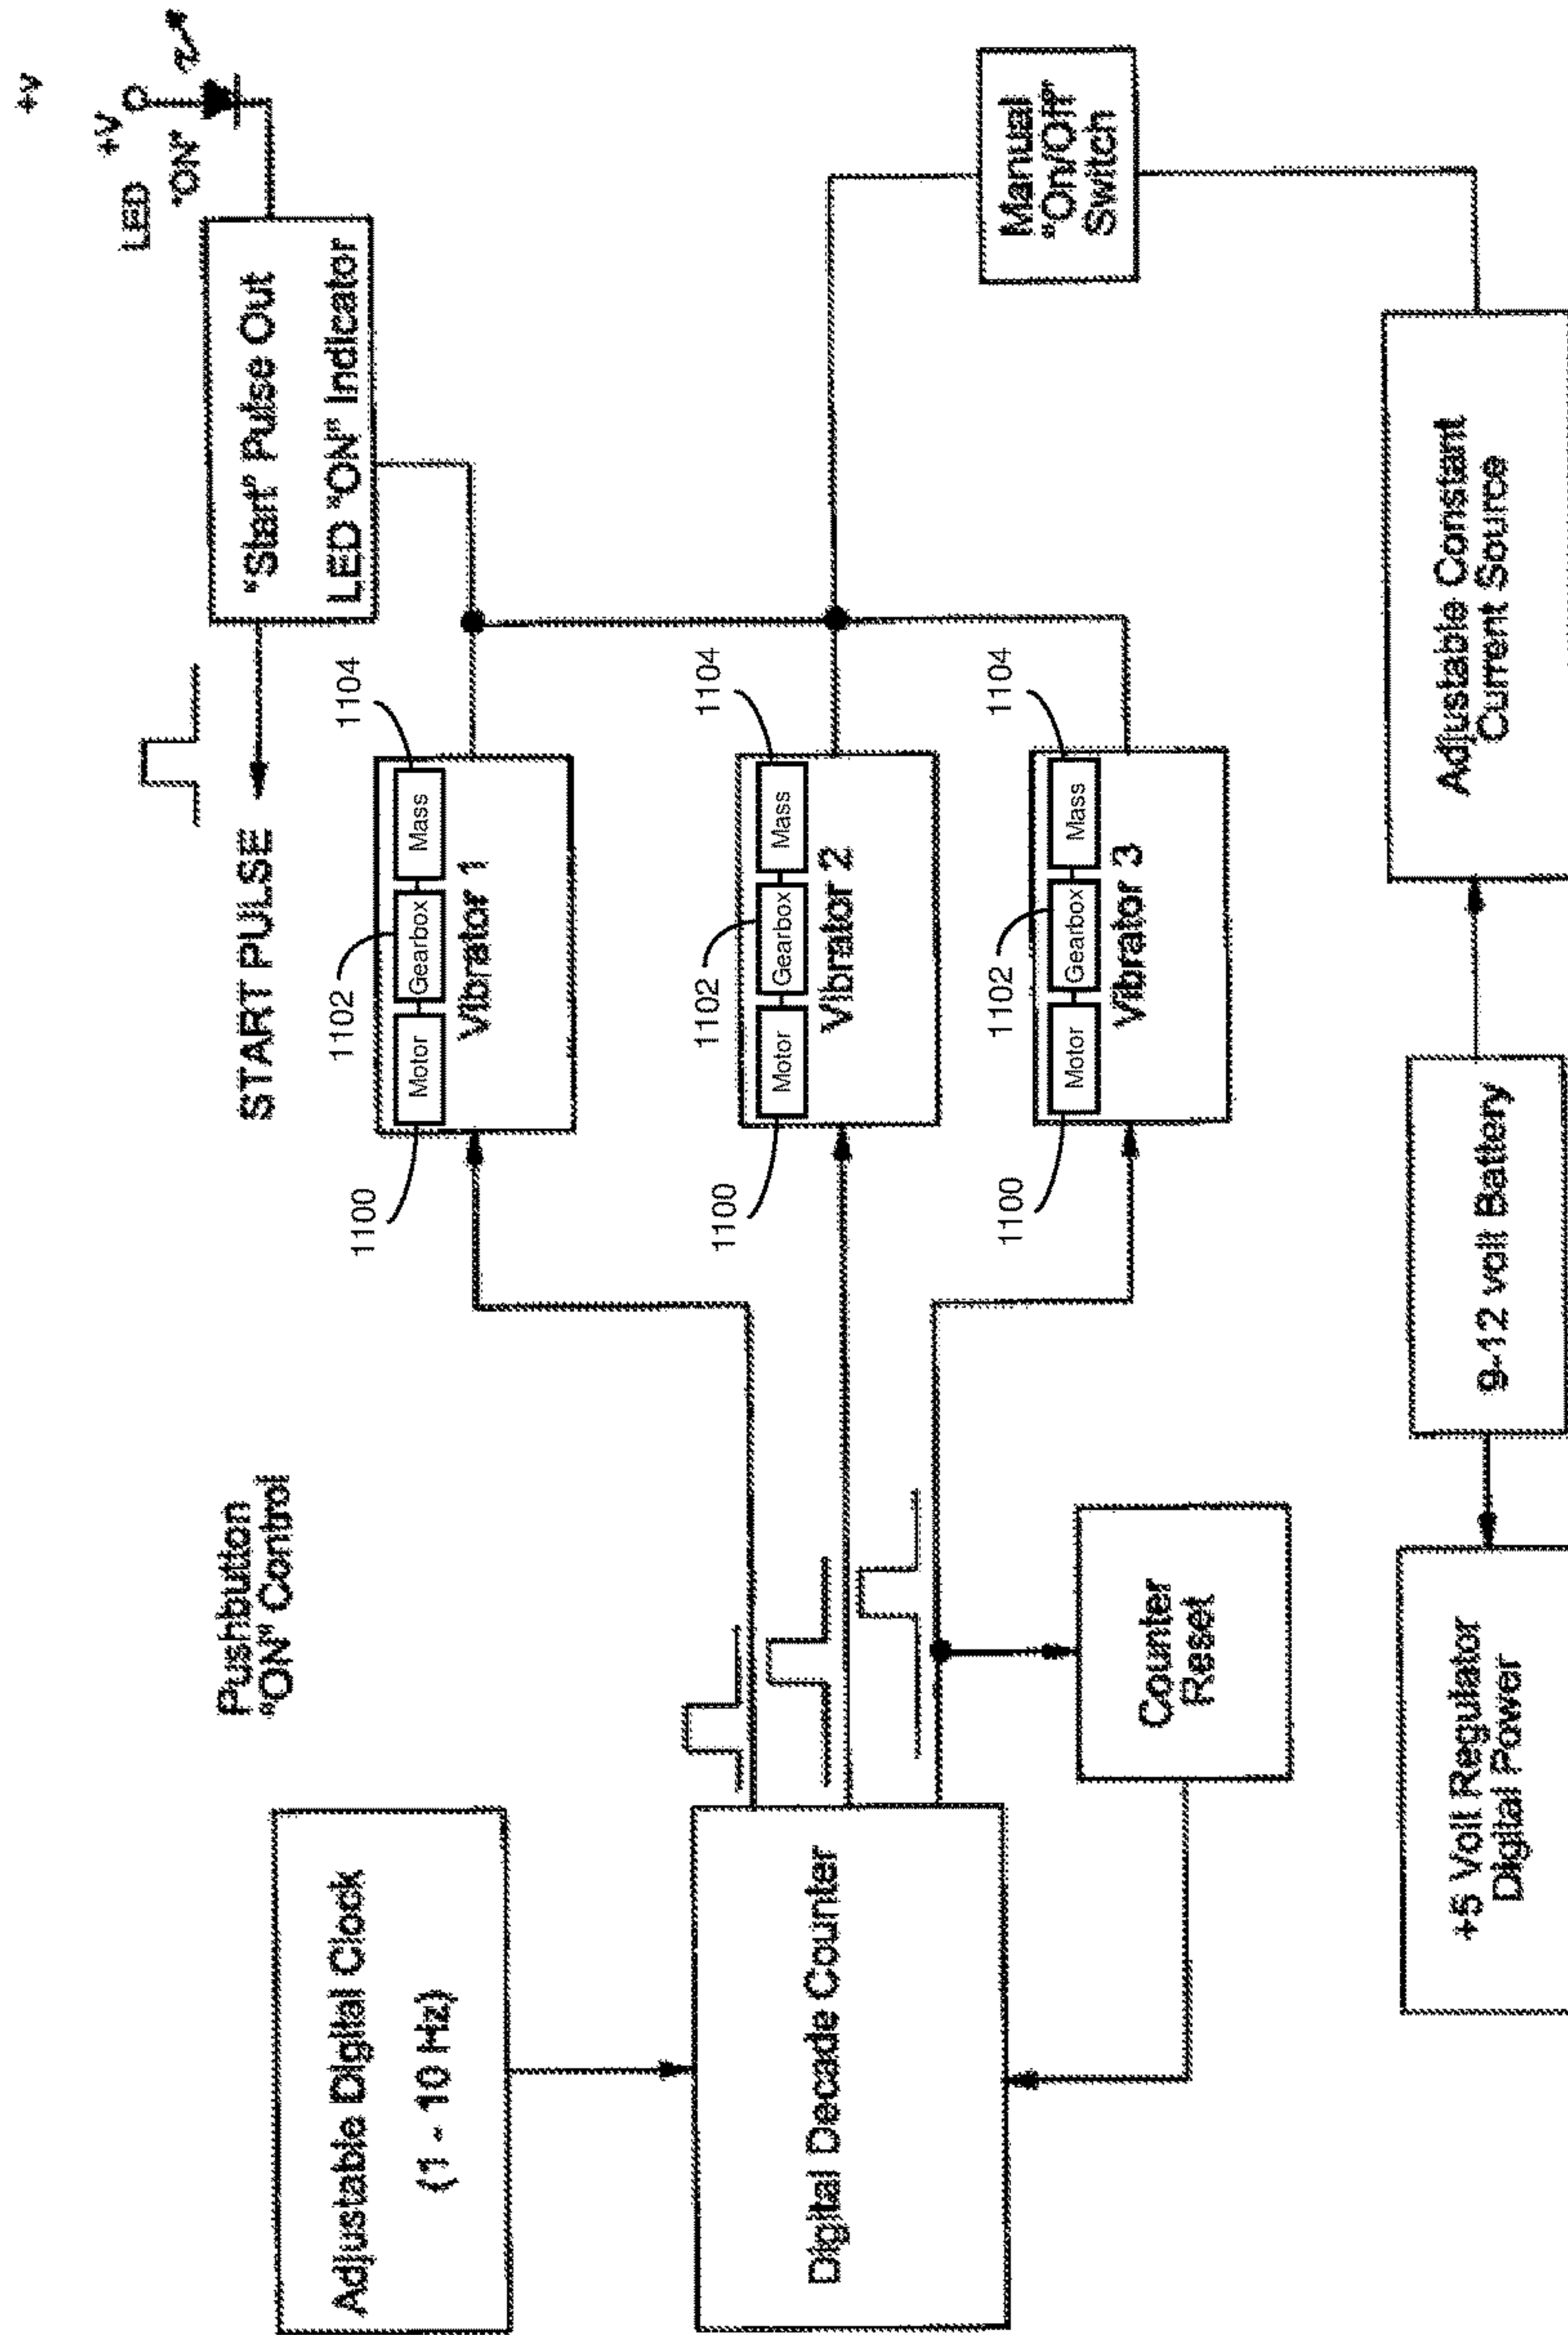 +V
+V
LED
"ON"
"Start" Pulse Out
LED "ON" Indicator
START PULSE
Pushbutton
"ON" Control
Adjustable Digital Clock
(1 - 10 Hz)
1100
1102
1104
Motor
Gearbox
Mass
Vibrator 1
1100
1102
1104
Motor
Gearbox
Mass
Vibrator 2
1100
1102
1104
Motor
Gearbox
Mass
Vibrator 3
Digital Decade Counter
Counter
Reset
Manual
"On/Off"
Switch
+5 Volt Regulator
Digital Power
9-12 volt Battery
Adjustable Constant
Current Source